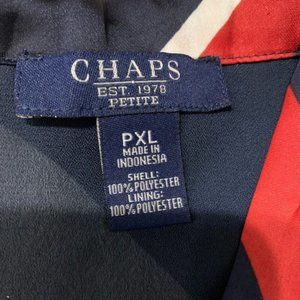 CHAPS
EST. 1978
PETITE
PXL
MADE IN
INDONESIA
SHELL:
100% POLYESTER
LINING:
100% POLYESTER